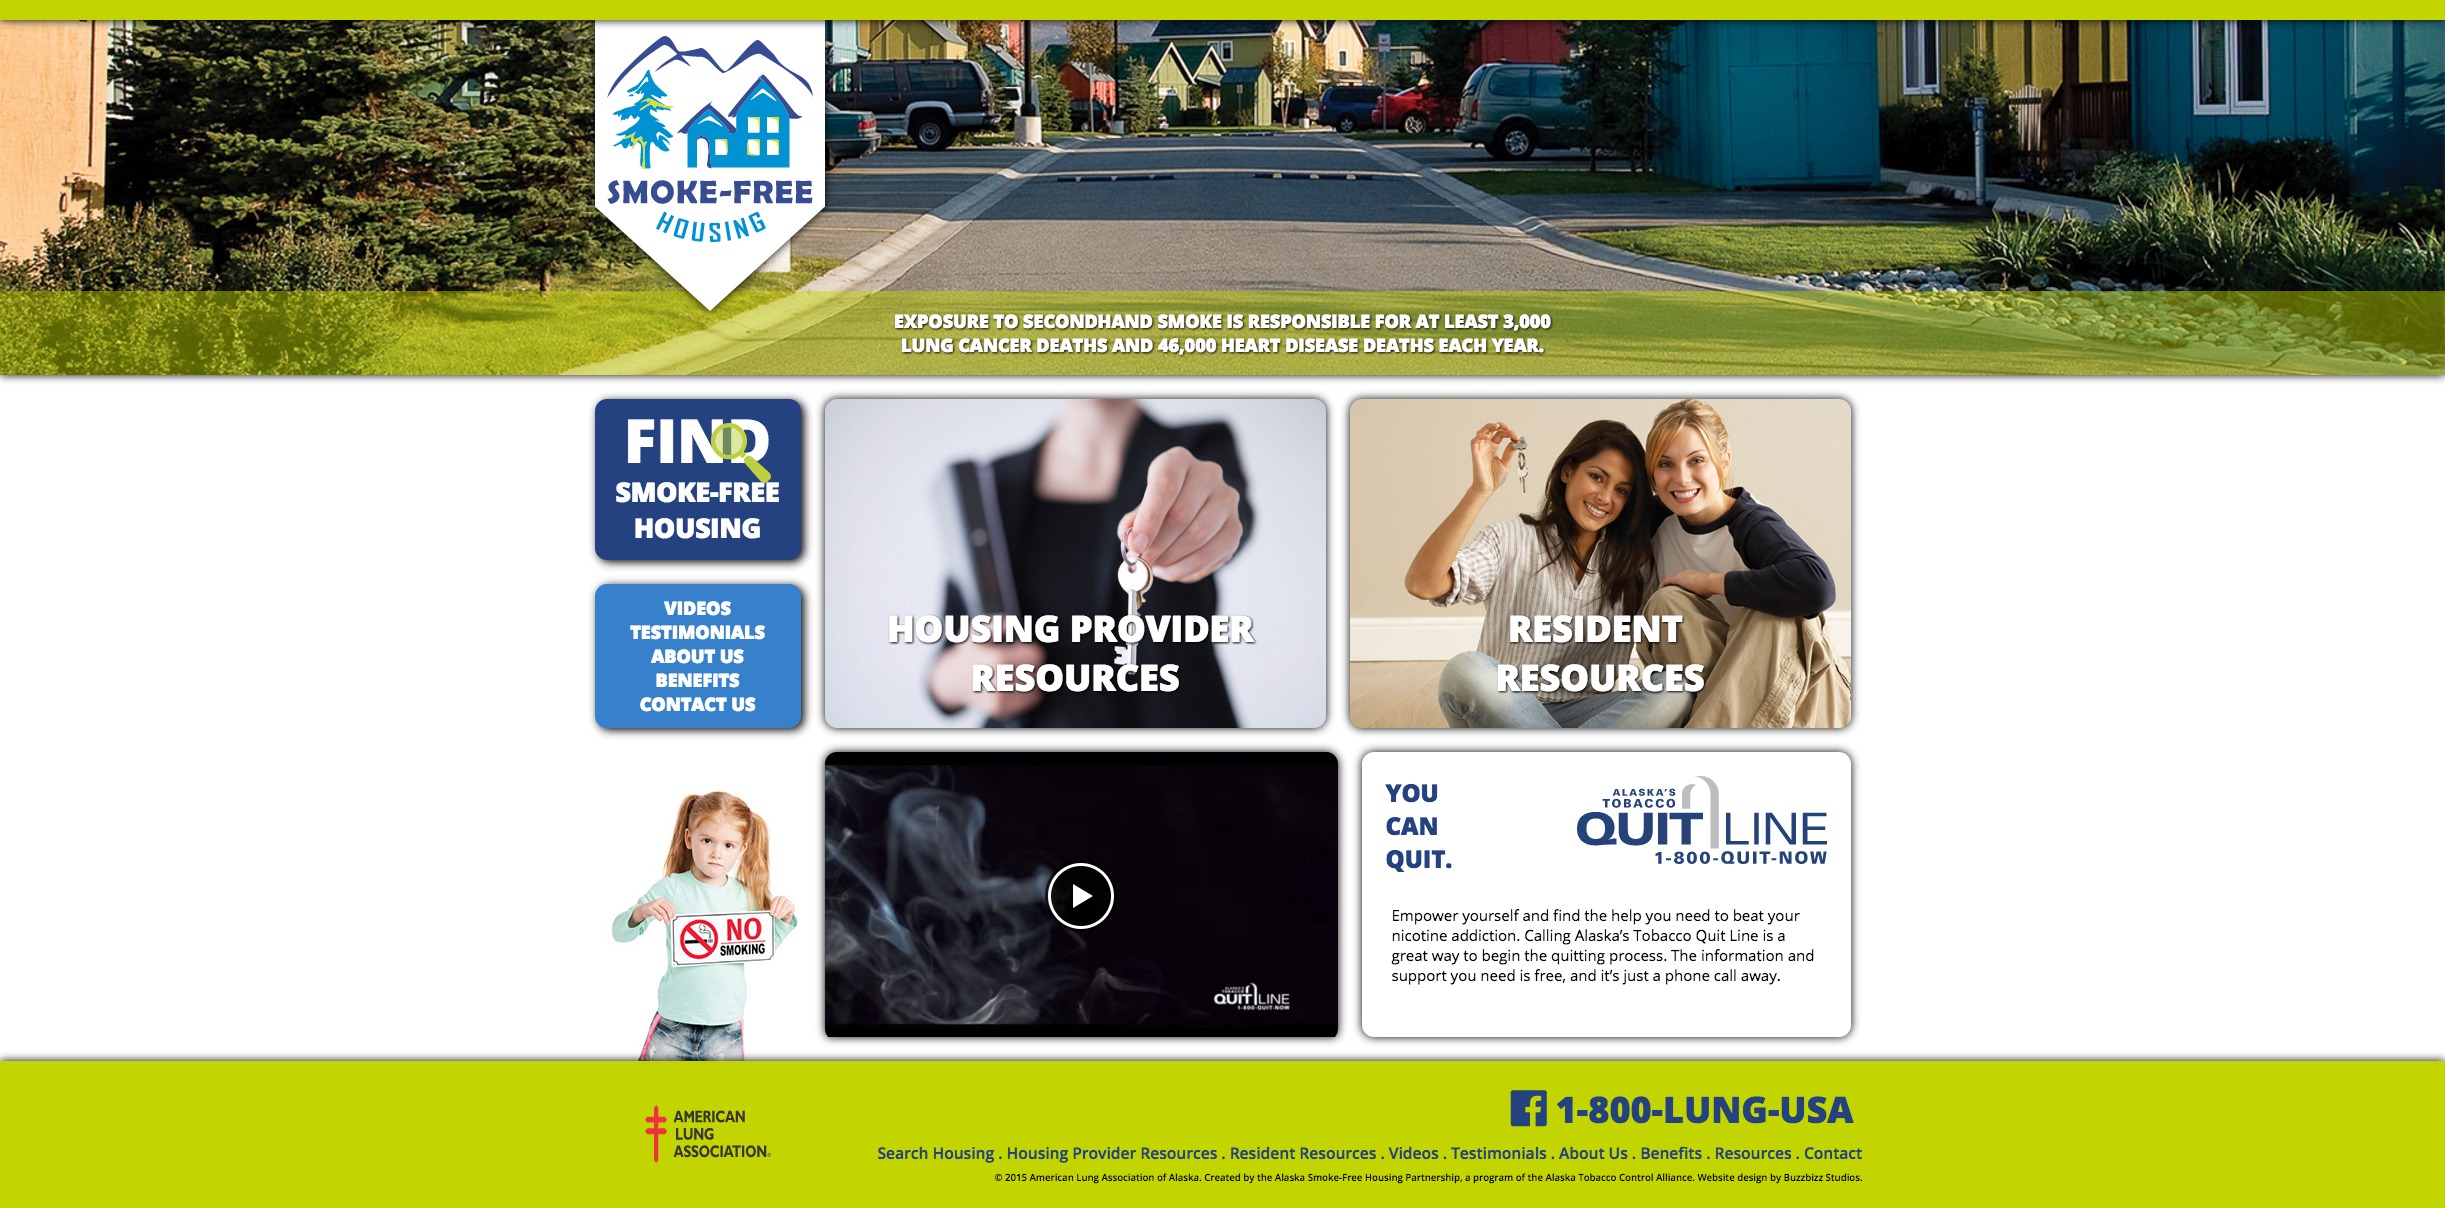 SMOKE-FREE
HOUSING
EXPOSURE TO SECONDHAND SMOKE IS RESPONSIBLE FOR AT LEAST 3,000
LUNG CANCER DEATHS AND 46,000 HEART DISEASE DEATHS EACH YEAR.
FIND
SMOKE-FREE
HOUSING
VIDEOS
TESTIMONIALS
ABOUT US
BENEFITS
CONTACT US
HOUSING PROVIDER
RESOURCES
RESIDENT
RESOURCES
NO
SMOKING
ALASKA'S
TOBACCO
QUIT LINE
1-800-QUIT-NOW
YOU
CAN
QUIT.
ALASKA'S
TOBACCO
QUIT LINE
1-800-QUIT-NOW
Empower yourself and find the help you need to beat your
nicotine addiction. Calling Alaska's Tobacco Quit Line is a
great way to begin the quitting process. The information and
support you need is free, and it's just a phone call away.
AMERICAN
LUNG
ASSOCIATION®
1-800-LUNG-USA
Search Housing . Housing Provider Resources . Resident Resources . Videos . Testimonials . About Us . Benefits . Resources . Contact
© 2015 American Lung Association of Alaska. Created by the Alaska Smoke-Free Housing Partnership, a program of the Alaska Tobacco Control Alliance. Website design by Buzzbizz Studios.